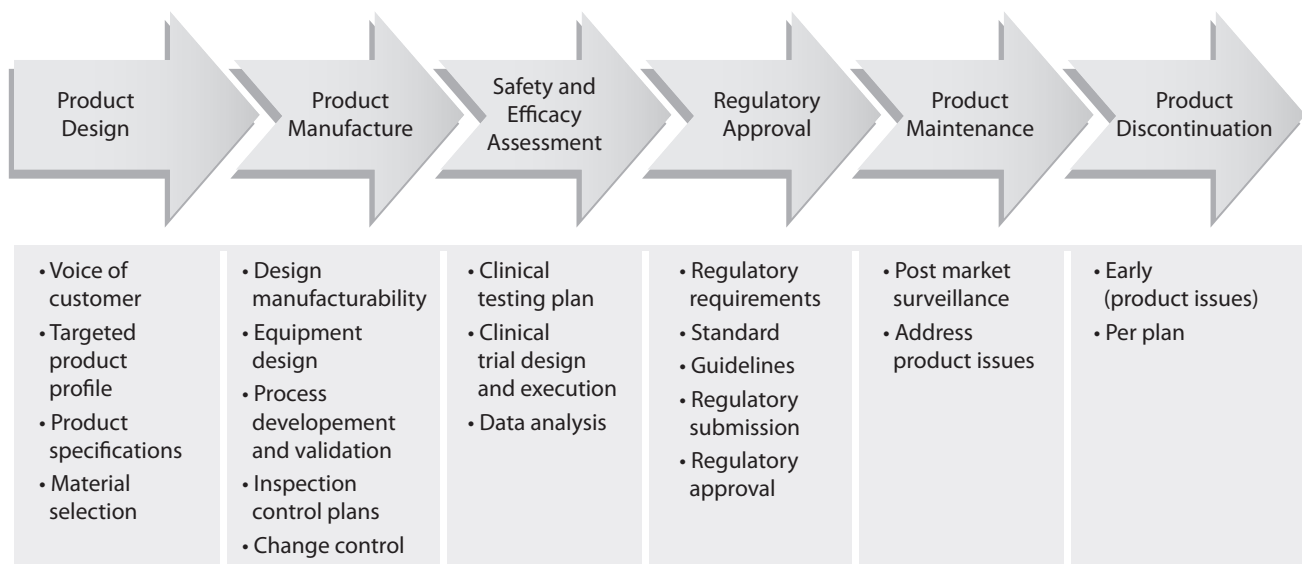 Product
Design
Product
Manufacture
Safety and
Efficacy
Assessment
Regulatory
Approval
Product
Maintenance
Product
Discontinuation
• Voice of
customer
• Targeted
product
profile
• Product
specifications
• Material
selection
• Design
manufacturability
• Equipment
design
• Process
developement
and validation
• Inspection
control plans
• Change control
• Clinical
testing plan
• Clinical
trial design
and execution
• Data analysis
• Regulatory
requirements
• Standard
• Guidelines
• Regulatory
submission
• Regulatory
approval
• Post market
surveillance
• Address
product issues
• Early
(product issues)
• Per plan